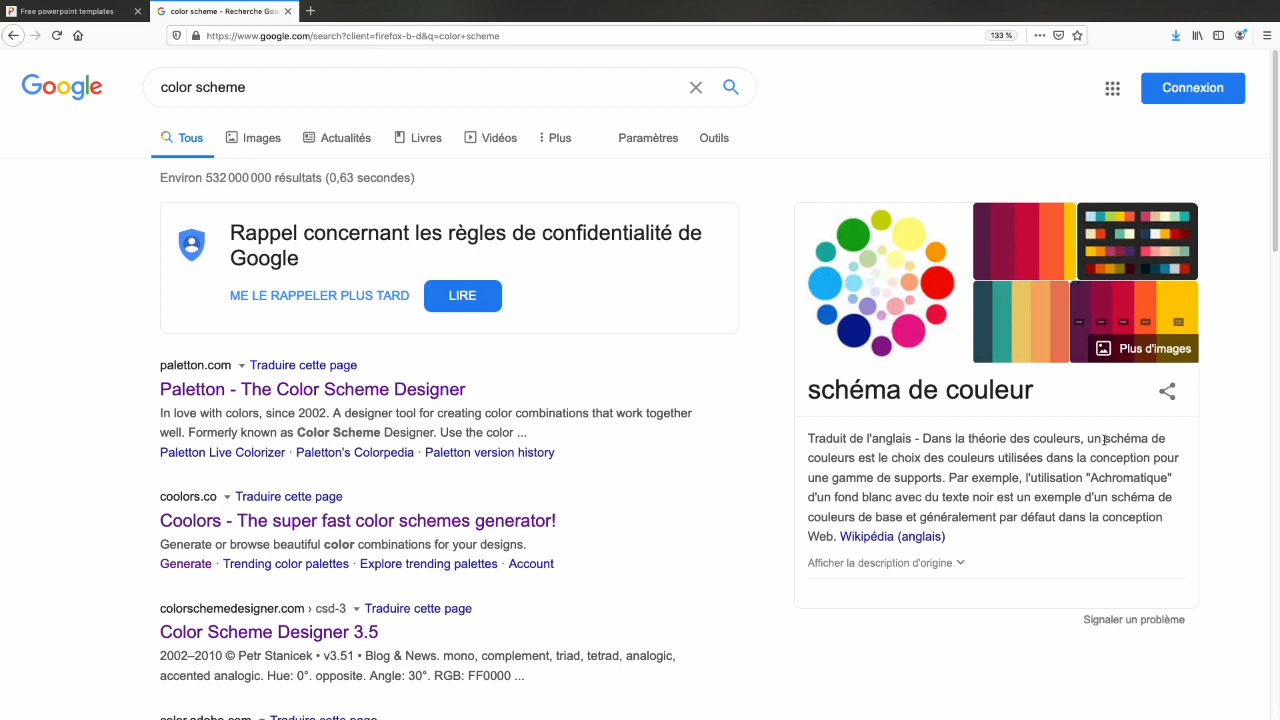 Free powerpoint templates
color scheme - Recherche Goo
https://www.google.com/search?client=firefox-b-d&q=color+scheme
133 %
Google
color scheme
Connexion
Tous
Images
Actualités
Livres
Vidéos
Plus
Paramètres
Outils
Environ 532 000 000 résultats (0,63 secondes)
Rappel concernant les règles de confidentialité de
Google
ME LE RAPPELER PLUS TARD
LIRE
paletton.com Traduire cette page
Paletton - The Color Scheme Designer
In love with colors, since 2002. A designer tool for creating color combinations that work together
well. Formerly known as Color Scheme Designer. Use the color ...
Paletton Live Colorizer · Paletton's Colorpedia · Paletton version history
coolors.co Traduire cette page
Coolors - The super fast color schemes generator!
Generate or browse beautiful color combinations for your designs.
Generate · Trending color palettes · Explore trending palettes · Account
colorschemedesigner.com › csd-3 Traduire cette page
Color Scheme Designer 3.5
2002–2010 © Petr Stanicek • v3.51 • Blog & News. mono, complement, triad, tetrad, analogic,
accented analogic. Hue: 0°. opposite. Angle: 30°. RGB: FF0000 ...
color.adobe.com Traduire cette page
Plus d'images
schéma de couleur
Traduit de l'anglais - Dans la théorie des couleurs, un schéma de
couleurs est le choix des couleurs utilisées dans la conception pour
une gamme de supports. Par exemple, l'utilisation "Achromatique"
d'un fond blanc avec du texte noir est un exemple d'un schéma de
couleurs de base et généralement par défaut dans la conception
Web. Wikipédia (anglais)
Afficher la description d'origine
Signaler un problème